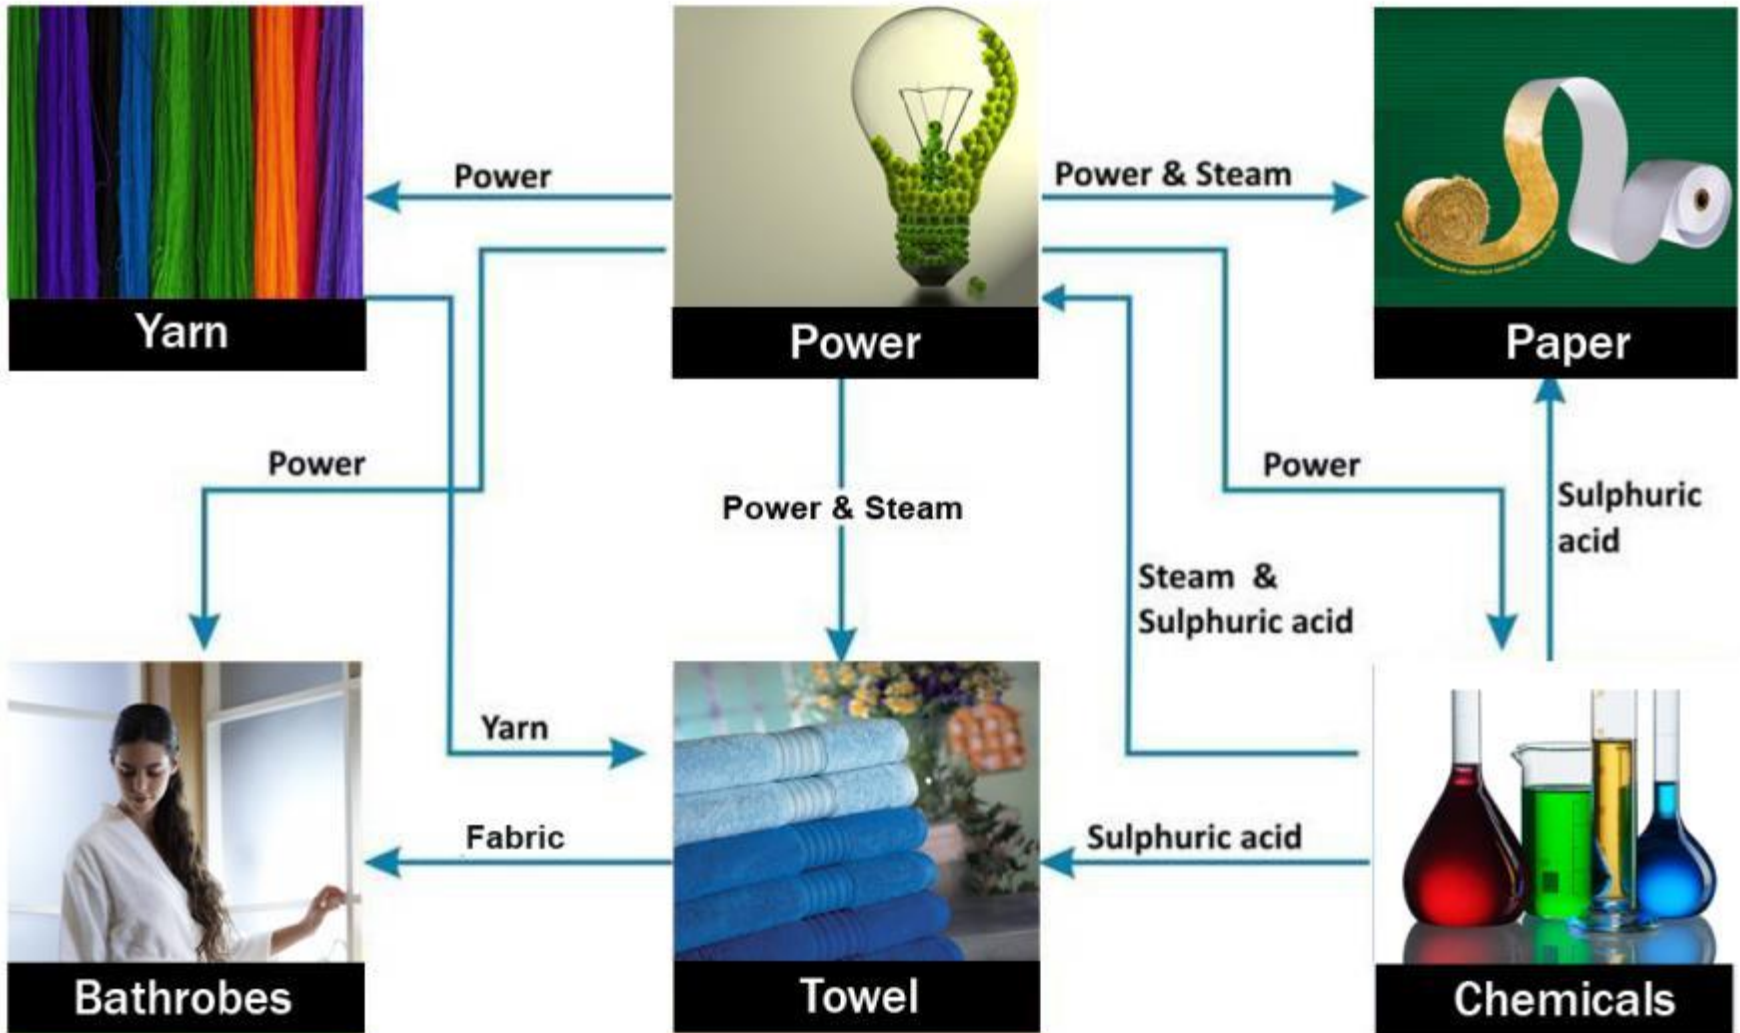 Power
Power & Steam
Yarn
Power
Paper
Power
Power & Steam
Power
Sulphuric
acid
Steam &
Sulphuric acid
Yarn
Fabric
Sulphuric acid
Bathrobes
Towel
Chemicals